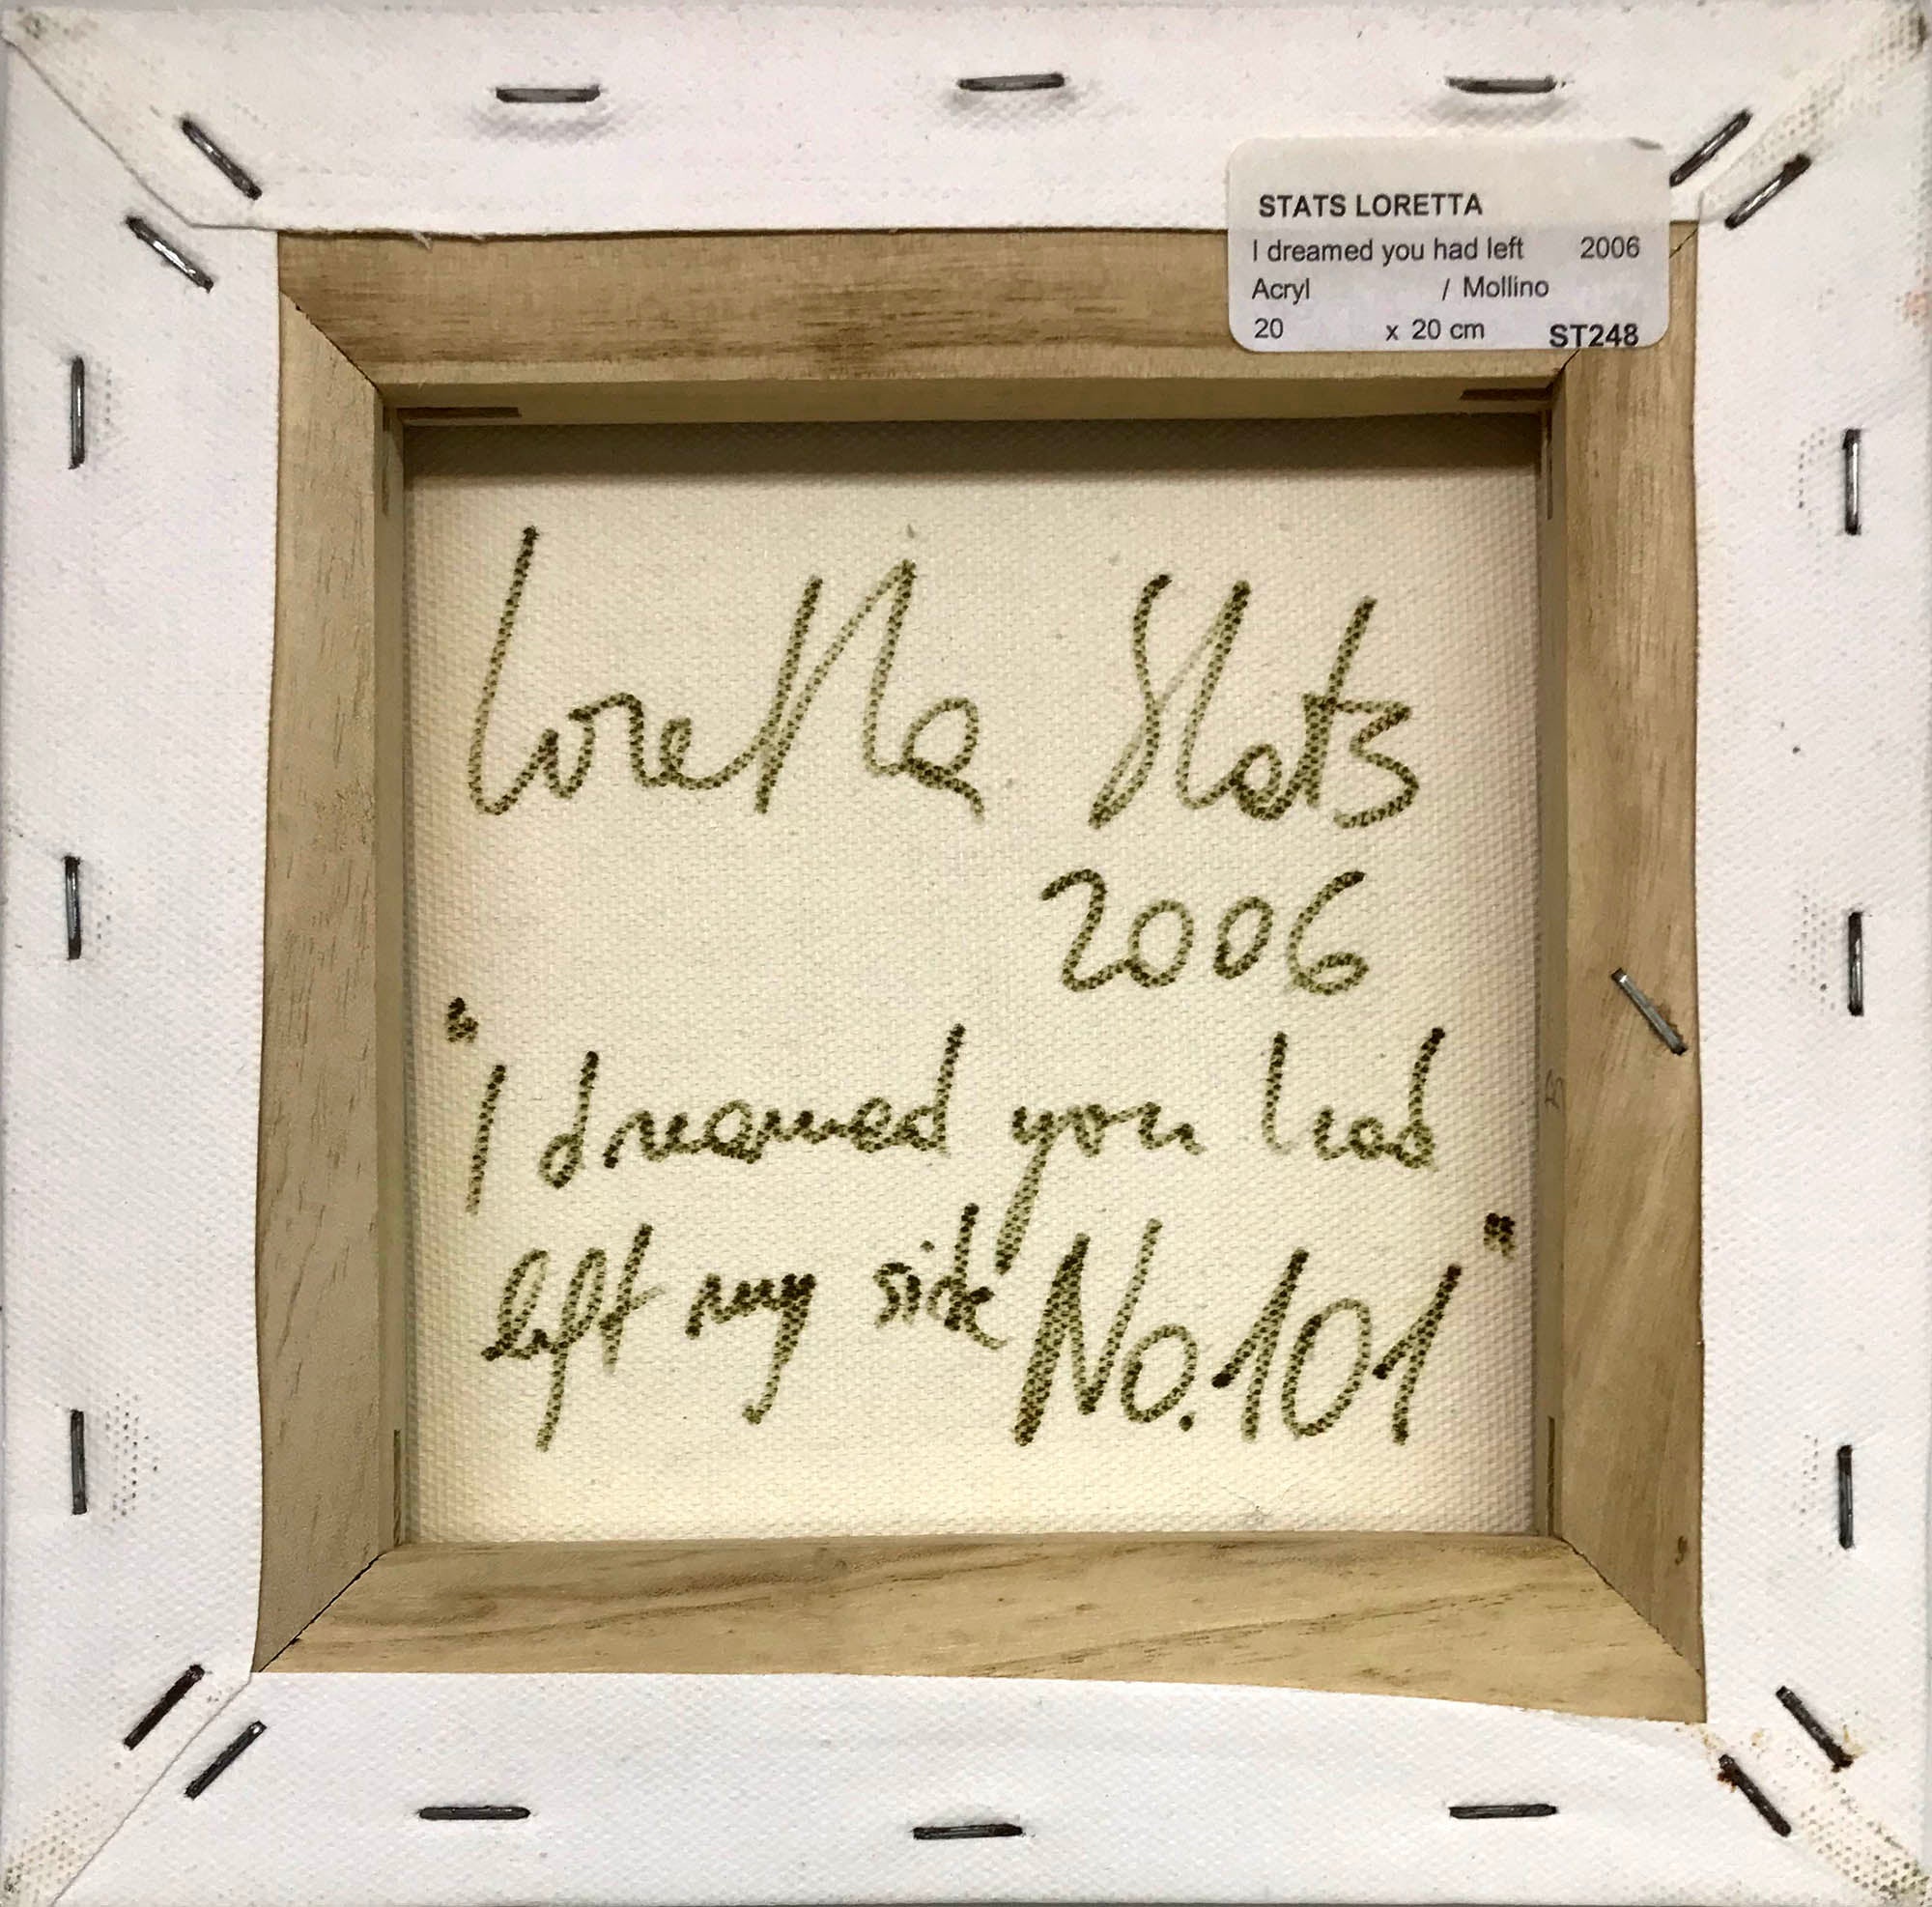 STATS LORETTA
I dreamed you had left 2006
Acryl / Mollino
20 x 20 cm ST248
Loretta Stats
2006
"I dreamed you had
left my side No.101"